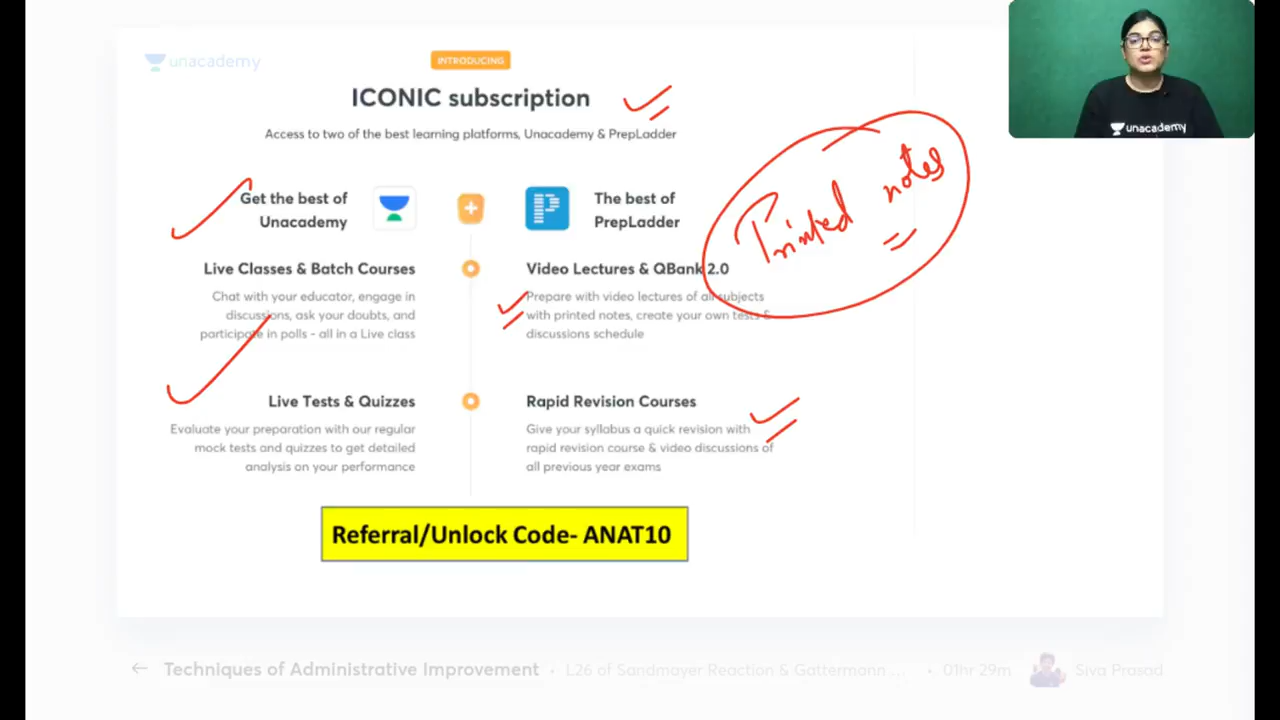 unacademy
INTRODUCING
ICONIC subscription
Access to two of the best learning platforms, Unacademy & PrepLadder
Get the best of
Unacademy
The best of
PrepLadder
Printed notes
Live Classes & Batch Courses
Chat with your educator, engage in
discussions, ask your doubts, and
participate in polls - all in a Live class
Video Lectures & QBank 2.0
Prepare with video lectures of all subjects
with printed notes, create your own tests &
discussions schedule
Live Tests & Quizzes
Evaluate your preparation with our regular
mock tests and quizzes to get detailed
analysis on your performance
Rapid Revision Courses
Give your syllabus a quick revision with
rapid revision course & video discussions of
all previous year exams
Referral/Unlock Code- ANAT10
Techniques of Administrative Improvement • L26 of Sandmayer Reaction & Gattermann ... • 01hr 29m Siva Prasad
unacademy